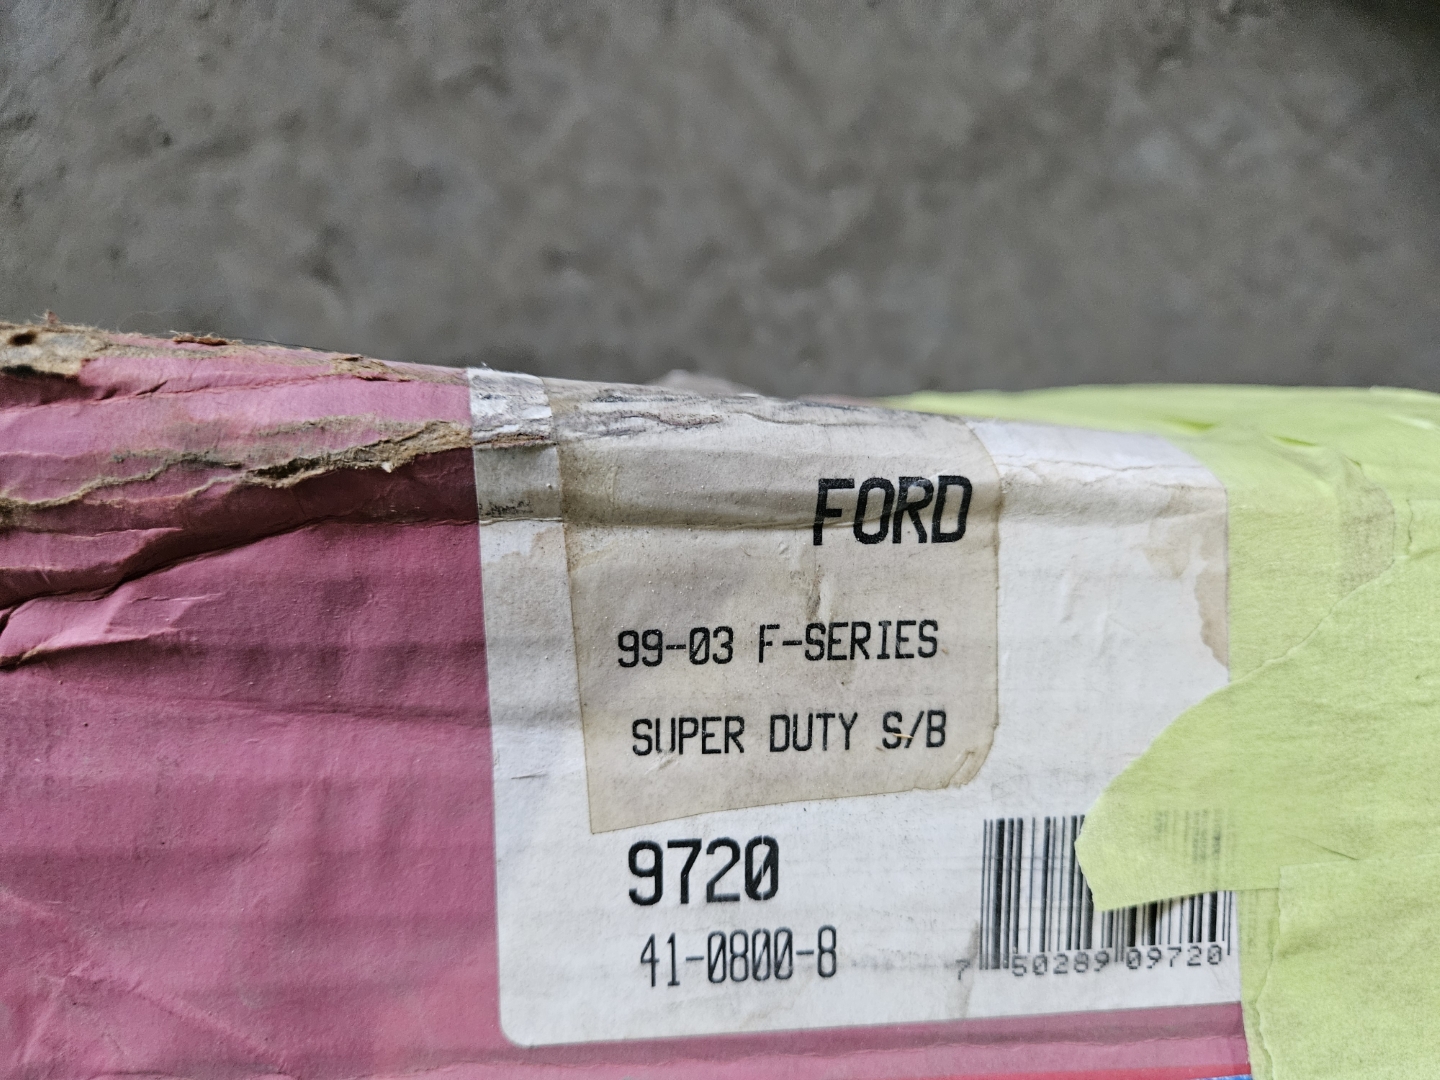 FORD
99-03 F-SERIES
SUPER DUTY S/B
9720
41-0800-8
7 50289 09720